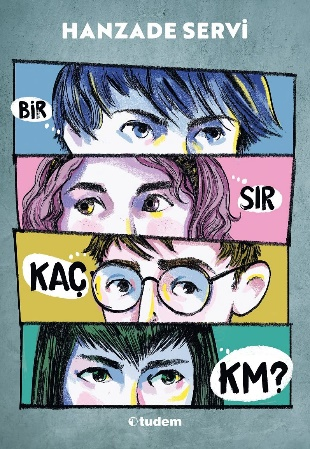 HANZADE SERVİ
BİR
SIR
KAÇ
KM?
tudem